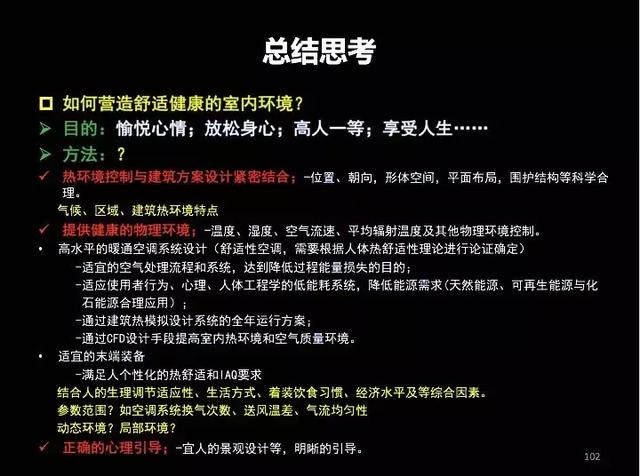 总结思考
如何营造舒适健康的室内环境?
目的：愉悦心情；放松身心；高人一等；享受人生……
方法：?
热环境控制与建筑方案设计紧密结合；-位置、朝向，形体空间，平面布局，围护结构等科学合
理。
气候、区域、建筑热环境特点
提供健康的物理环境；-温度、湿度、空气流速、平均辐射温度及其他物理环境控制。
• 高水平的暖通空调系统设计（舒适性空调，需要根据人体热舒适性理论进行论证确定）
-适宜的空气处理流程和系统，达到降低过程能量损失的目的；
-适应使用者行为、心理、人体工程学的低能耗系统，降低能源需求(天然能源、可再生能源与化
石能源合理应用）；
-通过建筑热模拟设计系统的全年运行方案；
-通过CFD设计手段提高室内热环境和空气质量环境。
• 适宜的末端装备
-满足人个性化的热舒适和IAQ要求
结合人的生理调节适应性、生活方式、着装饮食习惯、经济水平及等综合因素。
参数范围？如空调系统换气次数、送风温差、气流均匀性
动态环境？局部环境？
正确的心理引导；-宜人的景观设计等，明晰的引导。
102